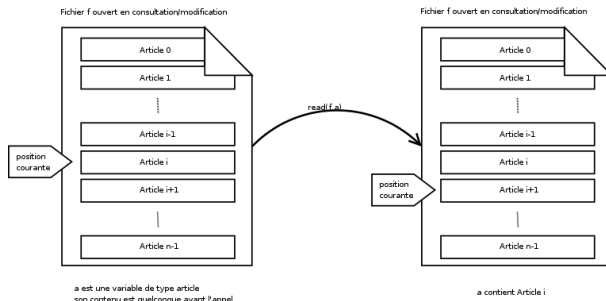 Fichier f ouvert en consultation/modification
Article 0
Article 1
Article i-1
Article i
Article i+1
Article n-1
position
courante
a est une variable de type article
son contenu est quelconque avant l'appel
read(f,a)
Fichier f ouvert en consultation/modification
Article 0
Article 1
Article i-1
Article i
Article i+1
Article n-1
position
courante
a contient Article i